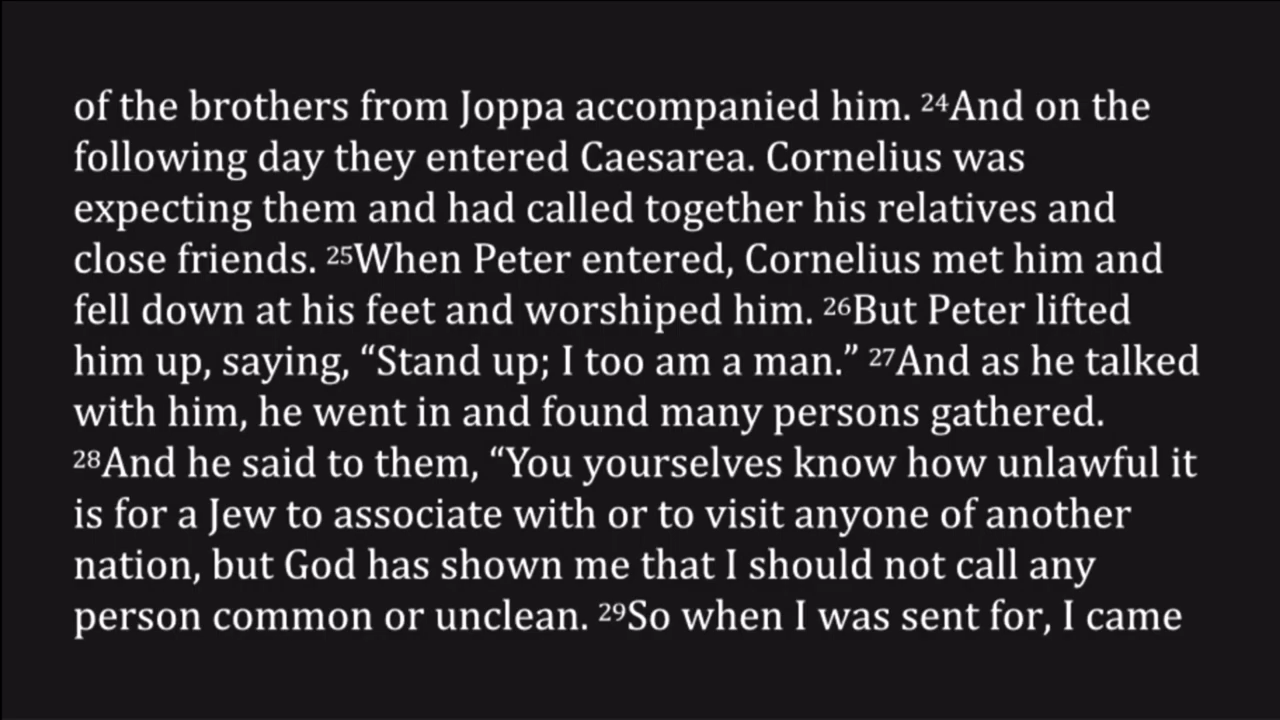 of the brothers from Joppa accompanied him. ²⁴And on the
following day they entered Caesarea. Cornelius was
expecting them and had called together his relatives and
close friends. ²⁵When Peter entered, Cornelius met him and
fell down at his feet and worshiped him. ²⁶But Peter lifted
him up, saying, “Stand up; I too am a man.” ²⁷And as he talked
with him, he went in and found many persons gathered.
²⁸And he said to them, “You yourselves know how unlawful it
is for a Jew to associate with or to visit anyone of another
nation, but God has shown me that I should not call any
person common or unclean. ²⁹So when I was sent for, I came